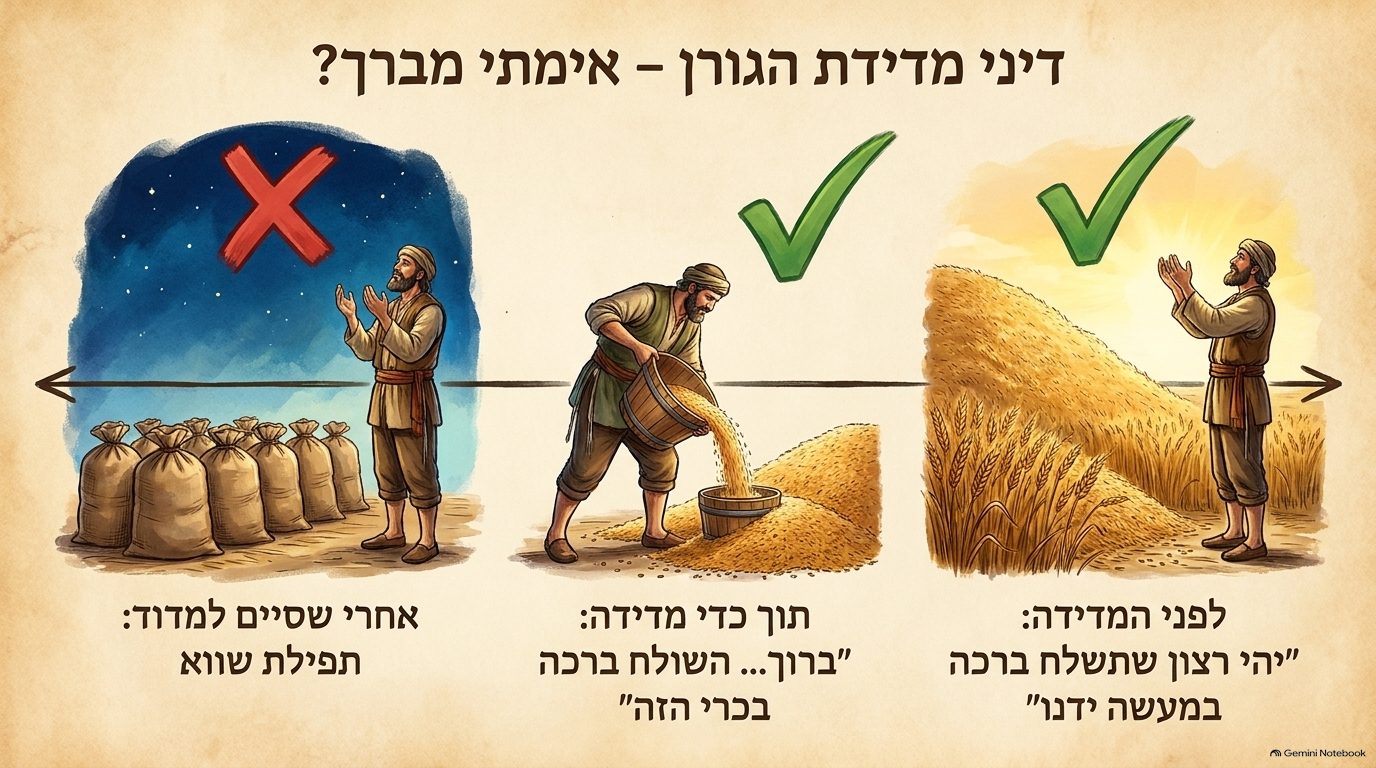 דיני מדידת הגורן – אימתי מברך?
לפני המדידה:
"יהי רצון שתשלח ברכה
במעשה ידנו"
תוך כדי מדידה:
"ברוך... השולח ברכה
בכרי הזה"
אחרי שסיים למדוד:
תפילת שווא
Gemini Notebook